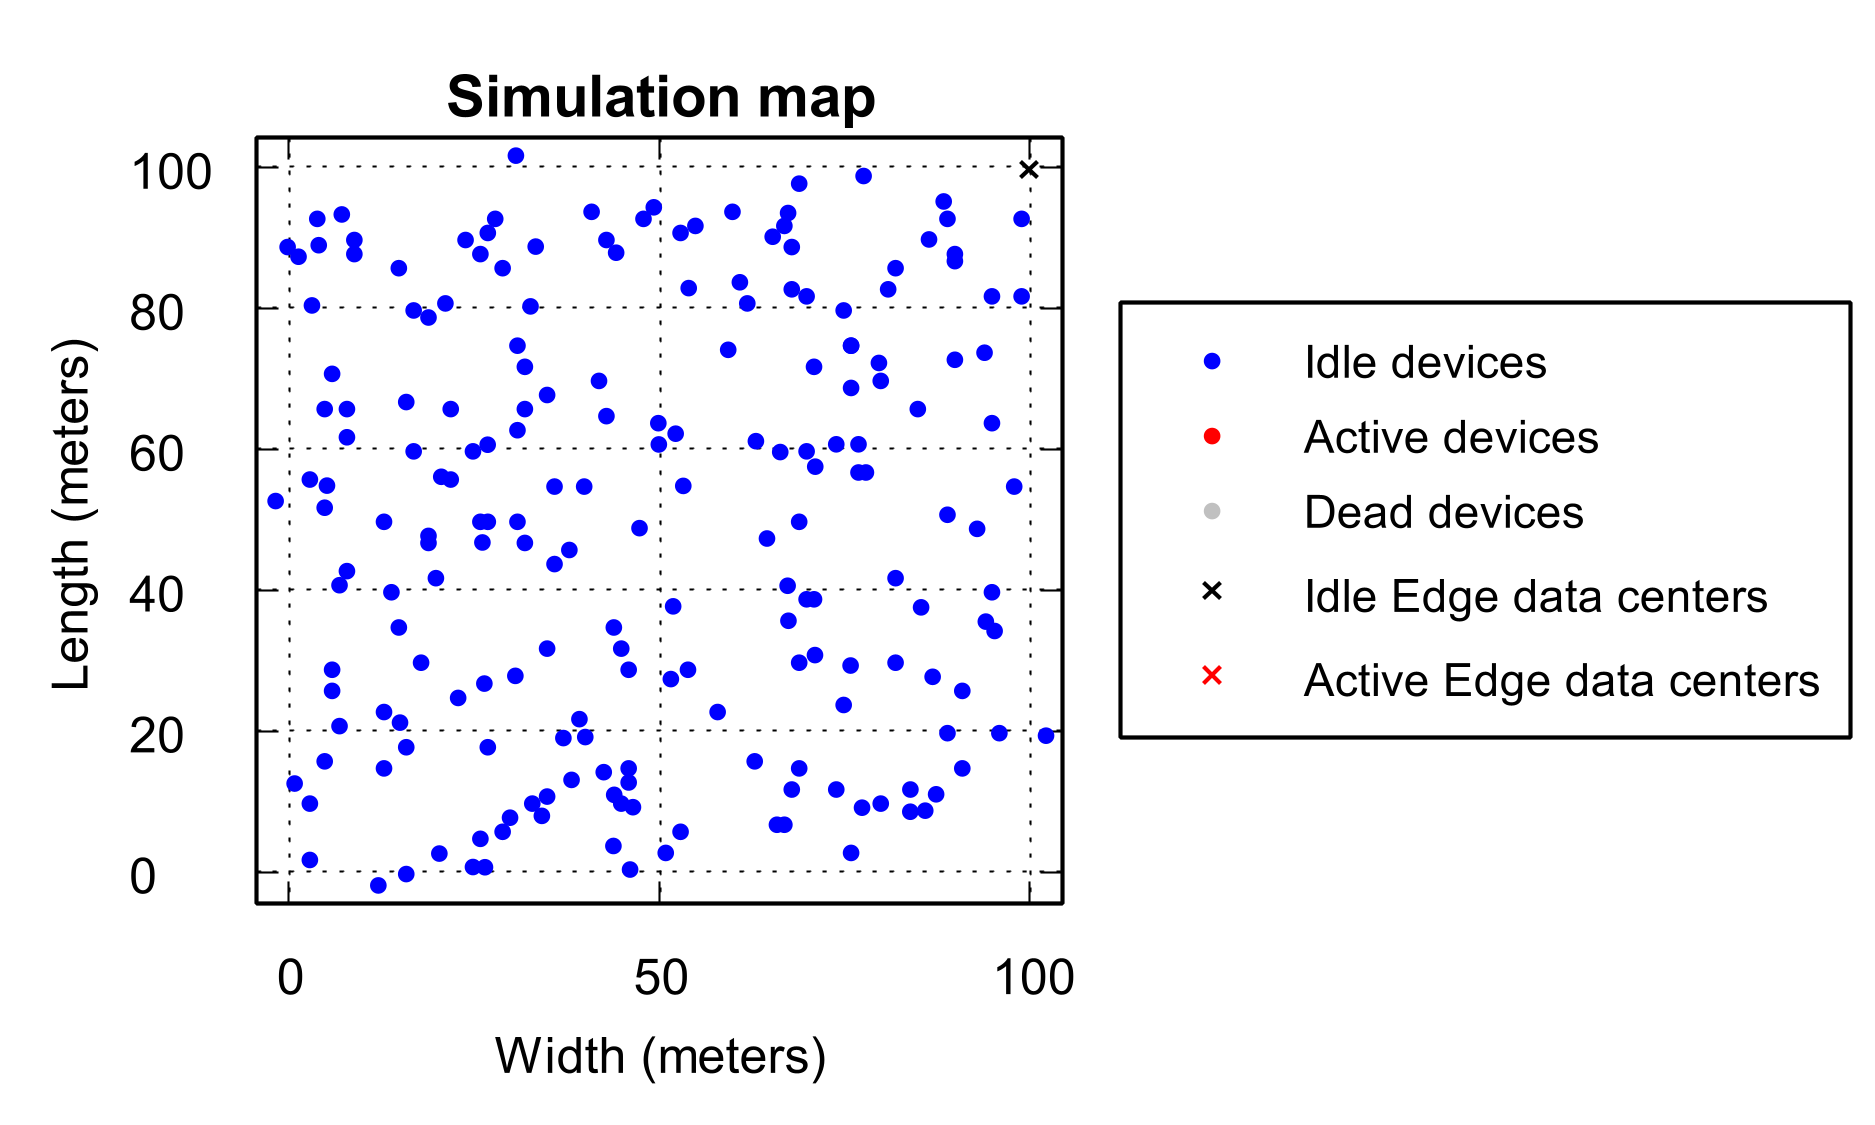 Simulation map
100
80
60
40
20
0
Length (meters)
0 50 100
Width (meters)
Idle devices
Active devices
Dead devices
Idle Edge data centers
Active Edge data centers